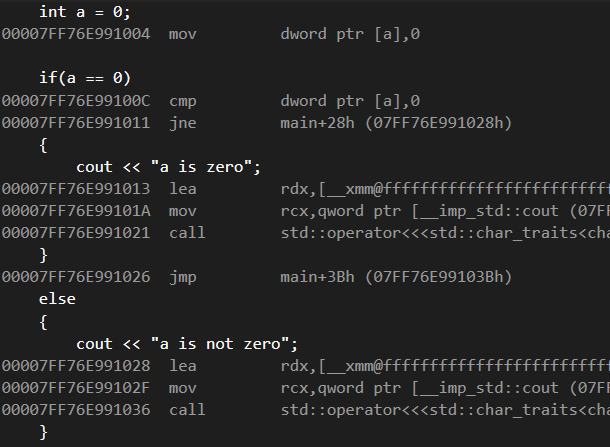 int a = 0;
00007FF76E991004 mov dword ptr [a],0
if(a == 0)
00007FF76E99100C cmp dword ptr [a],0
00007FF76E991011 jne main+28h (07FF76E991028h)
{
cout << "a is zero";
00007FF76E991013 lea rdx,[__xmm@ffffffffffffffffffffffffff
00007FF76E99101A mov rcx,qword ptr [__imp_std::cout (07FF
00007FF76E991021 call std::operator<<<std::char_traits<cha
}
00007FF76E991026 jmp main+3Bh (07FF76E99103Bh)
else
{
cout << "a is not zero";
00007FF76E991028 lea rdx,[__xmm@ffffffffffffffffffffffffff
00007FF76E99102F mov rcx,qword ptr [__imp_std::cout (07FF
00007FF76E991036 call std::operator<<<std::char_traits<cha
}